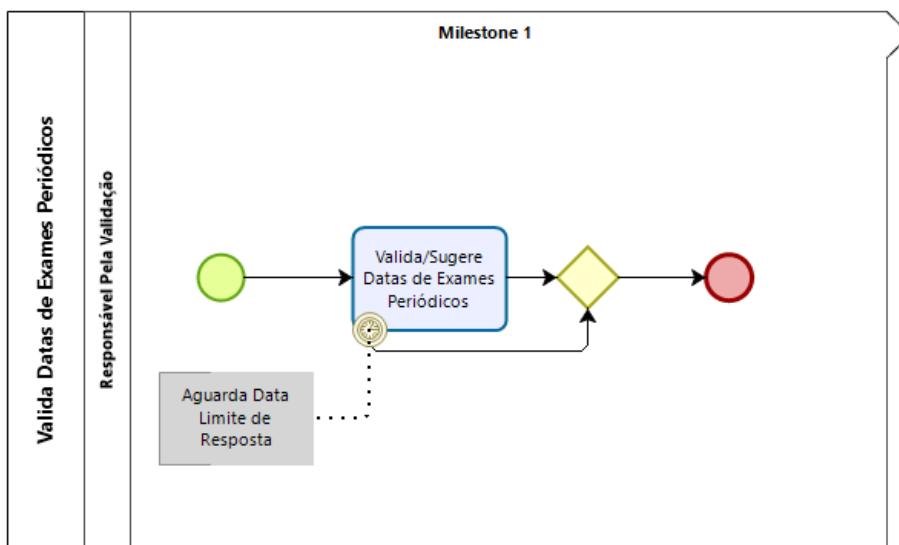 Valida Datas de Exames Periódicos
Responsável Pela Validação
Milestone 1
Valida/Sugere
Datas de Exames
Periódicos
Aguarda Data
Limite de
Resposta